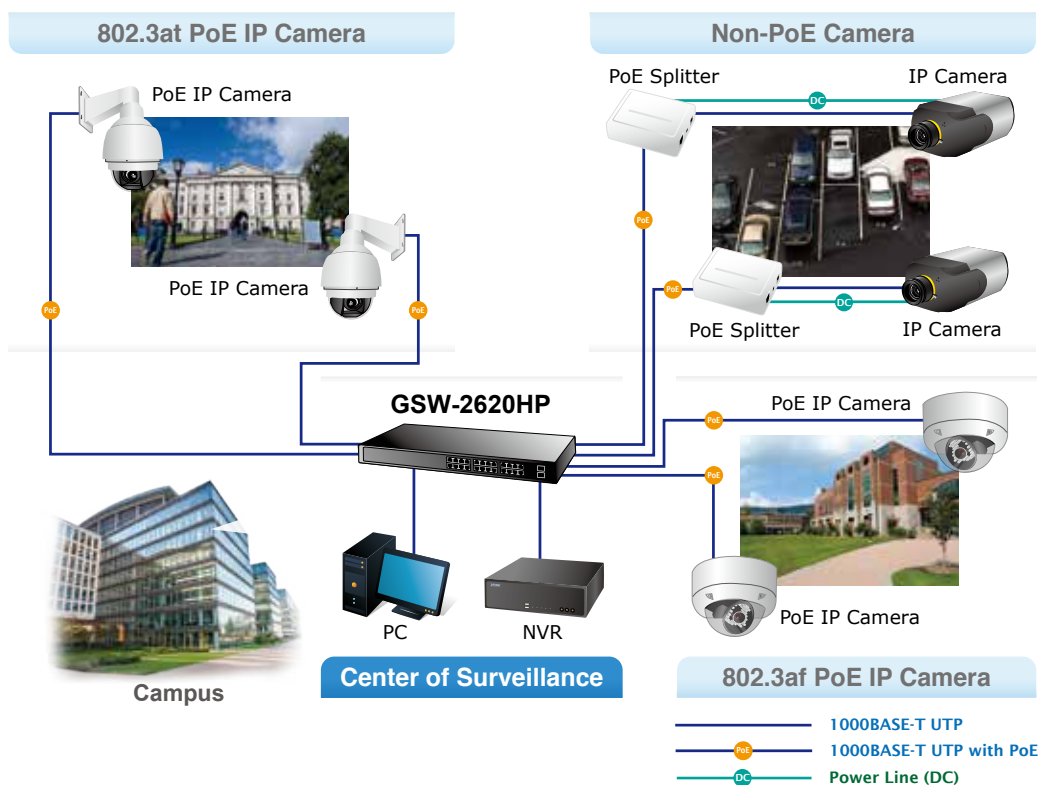 802.3at PoE IP Camera
Non-PoE Camera
PoE IP Camera
PoE IP Camera
PoE
PoE
PoE Splitter
IP Camera
DC
PoE
PoE
DC
PoE Splitter
IP Camera
GSW-2620HP
PoE IP Camera
PoE
PoE
PoE IP Camera
PC
NVR
Campus
Center of Surveillance
802.3af PoE IP Camera
1000BASE-T UTP
PoE
1000BASE-T UTP with PoE
DC
Power Line (DC)